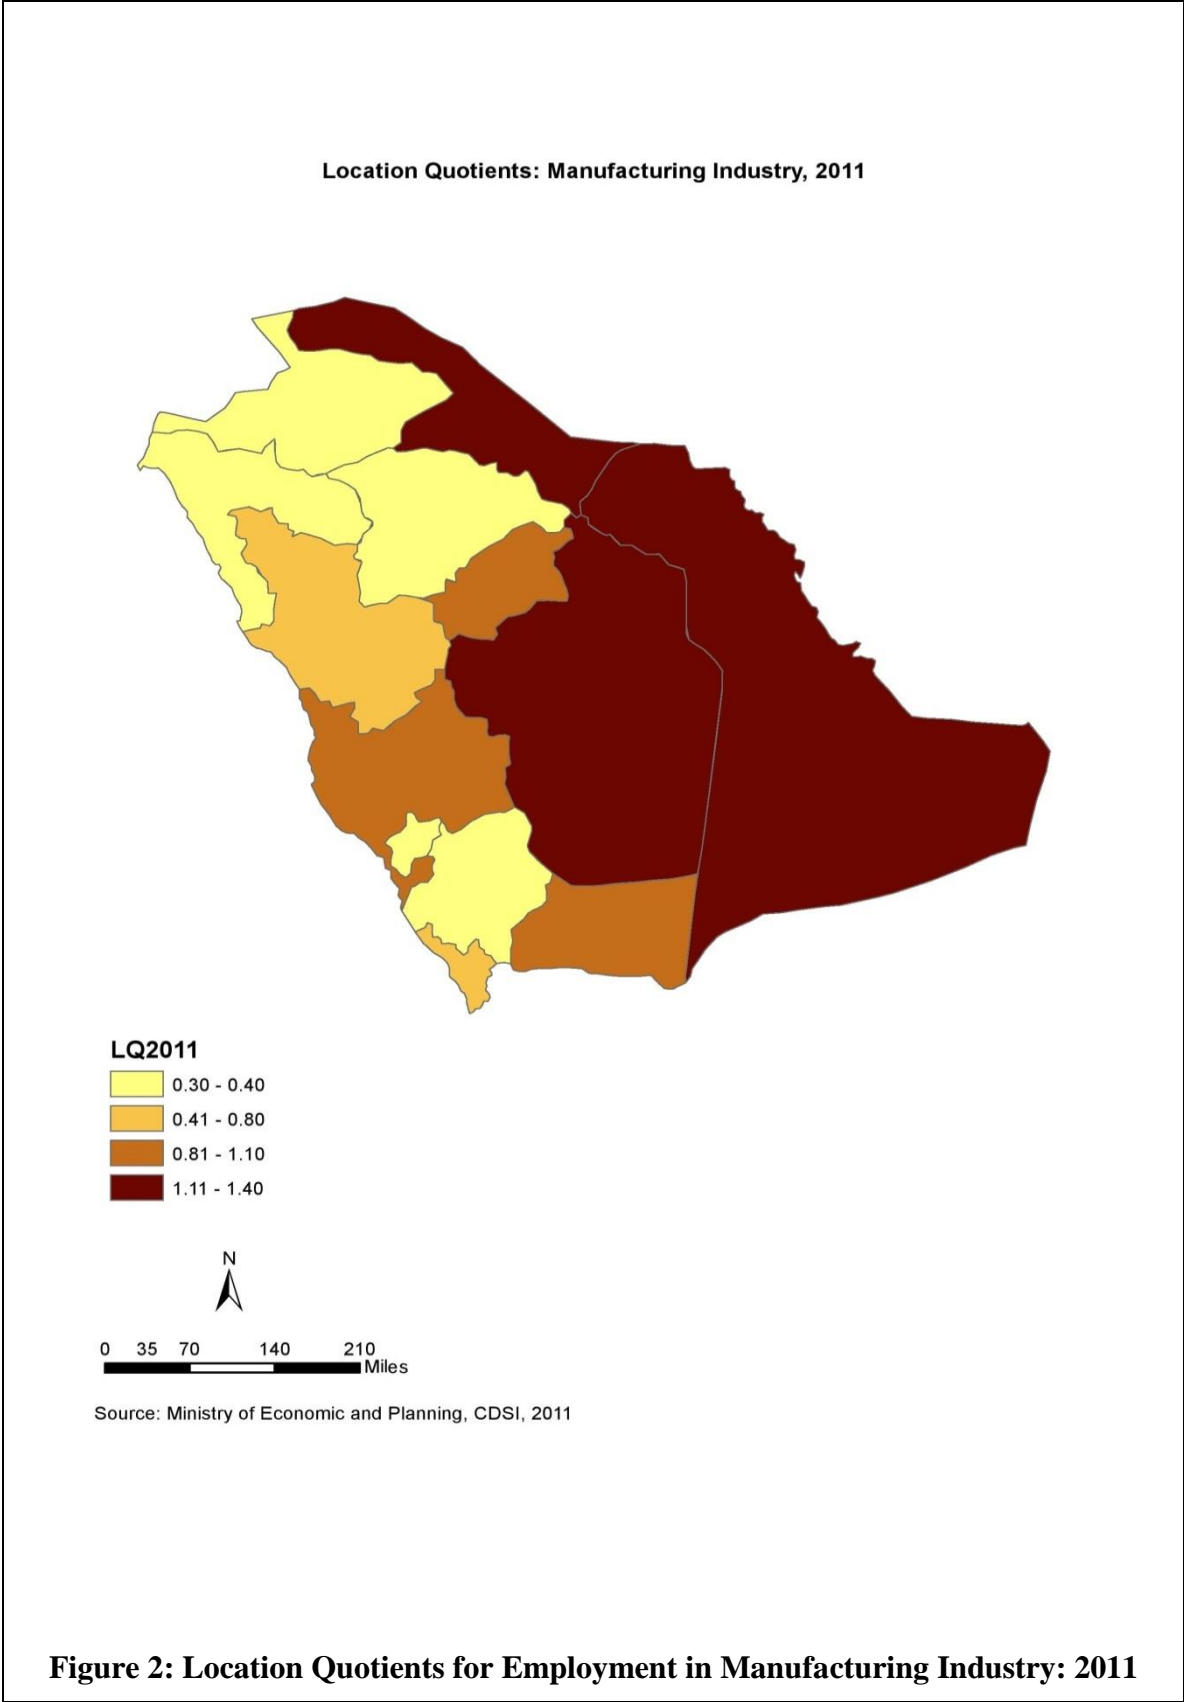 Location Quotients: Manufacturing Industry, 2011
LQ2011
0.30 - 0.40
0.41 - 0.80
0.81 - 1.10
1.11 - 1.40
N
0 35 70 140 210
Miles
Source: Ministry of Economic and Planning, CDSI, 2011
Figure 2: Location Quotients for Employment in Manufacturing Industry: 2011